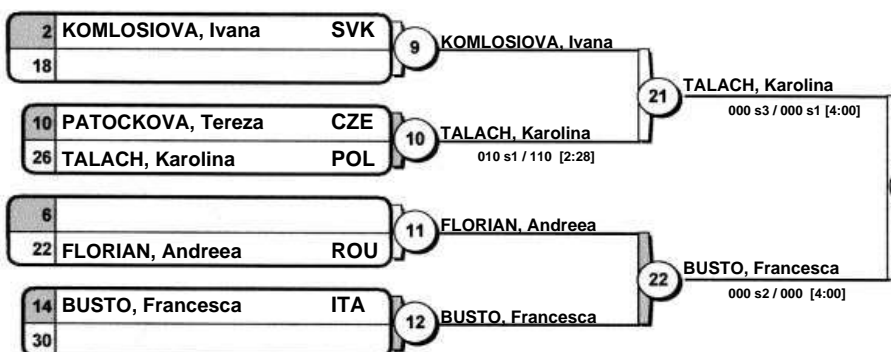 2 KOMLOSIOVA, Ivana SVK
18
9
KOMLOSIOVA, Ivana
10 PATOCKOVA, Tereza CZE
26 TALACH, Karolina POL
10
TALACH, Karolina
010 s1 / 110 [2:28]
21
TALACH, Karolina
000 s3 / 000 s1 [4:00]
6
22 FLORIAN, Andreea ROU
11
FLORIAN, Andreea
14 BUSTO, Francesca ITA
30
12
BUSTO, Francesca
22
BUSTO, Francesca
000 s2 / 000 [4:00]